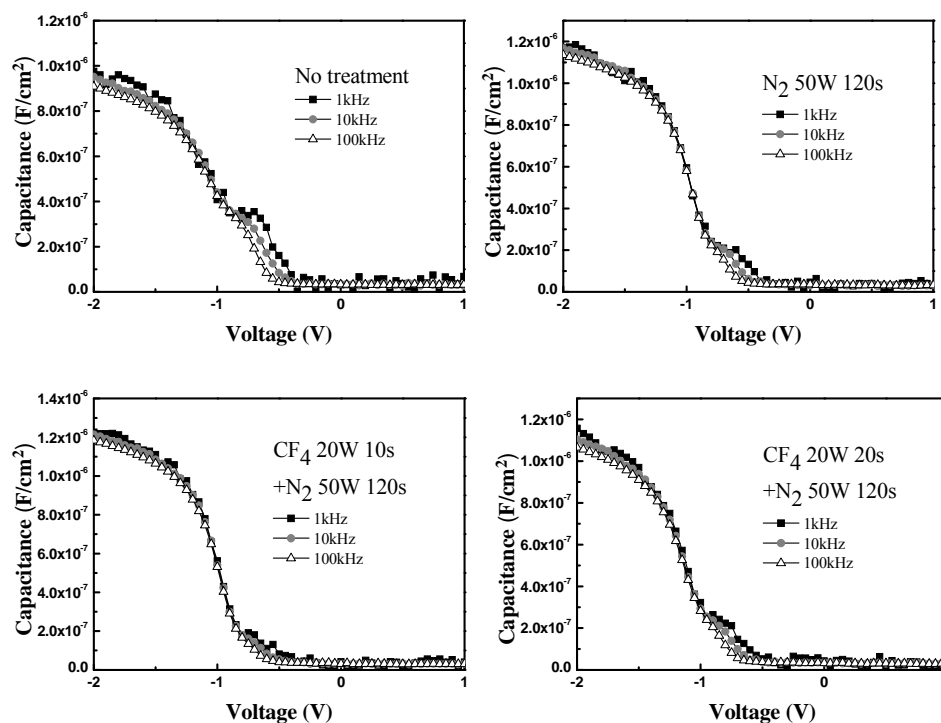 1.2x10-6
1.0x10-6
8.0x10-7
6.0x10-7
4.0x10-7
2.0x10-7
0.0
Capacitance (F/cm2)
No treatment
1kHz
10kHz
100kHz
-2
-1
0
1
Voltage (V)
1.2x10-6
1.0x10-6
8.0x10-7
6.0x10-7
4.0x10-7
2.0x10-7
0.0
Capacitance (F/cm2)
N2 50W 120s
1kHz
10kHz
100kHz
-2
-1
0
1
Voltage (V)
1.4x10-6
1.2x10-6
1.0x10-6
8.0x10-7
6.0x10-7
4.0x10-7
2.0x10-7
0.0
Capacitance (F/cm2)
CF4 20W 10s
+N2 50W 120s
1kHz
10kHz
100kHz
-2
-1
0
1
Voltage (V)
1.2x10-6
1.0x10-6
8.0x10-7
6.0x10-7
4.0x10-7
2.0x10-7
0.0
Capacitance (F/cm2)
CF4 20W 20s
+N2 50W 120s
1kHz
10kHz
100kHz
-2
-1
0
Voltage (V)